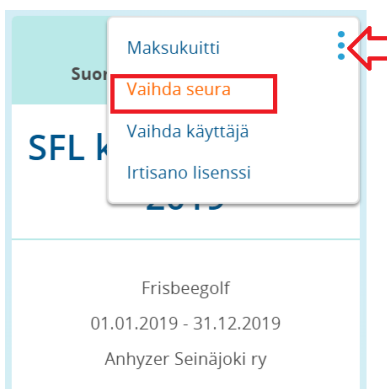 Maksukuitti
Suor
Vaihda seura
Vaihda käyttäjä
SFL k
Irtisano lisenssi
2019
Frisbeegolf
01.01.2019 - 31.12.2019
Anhyzer Seinäjoki ry